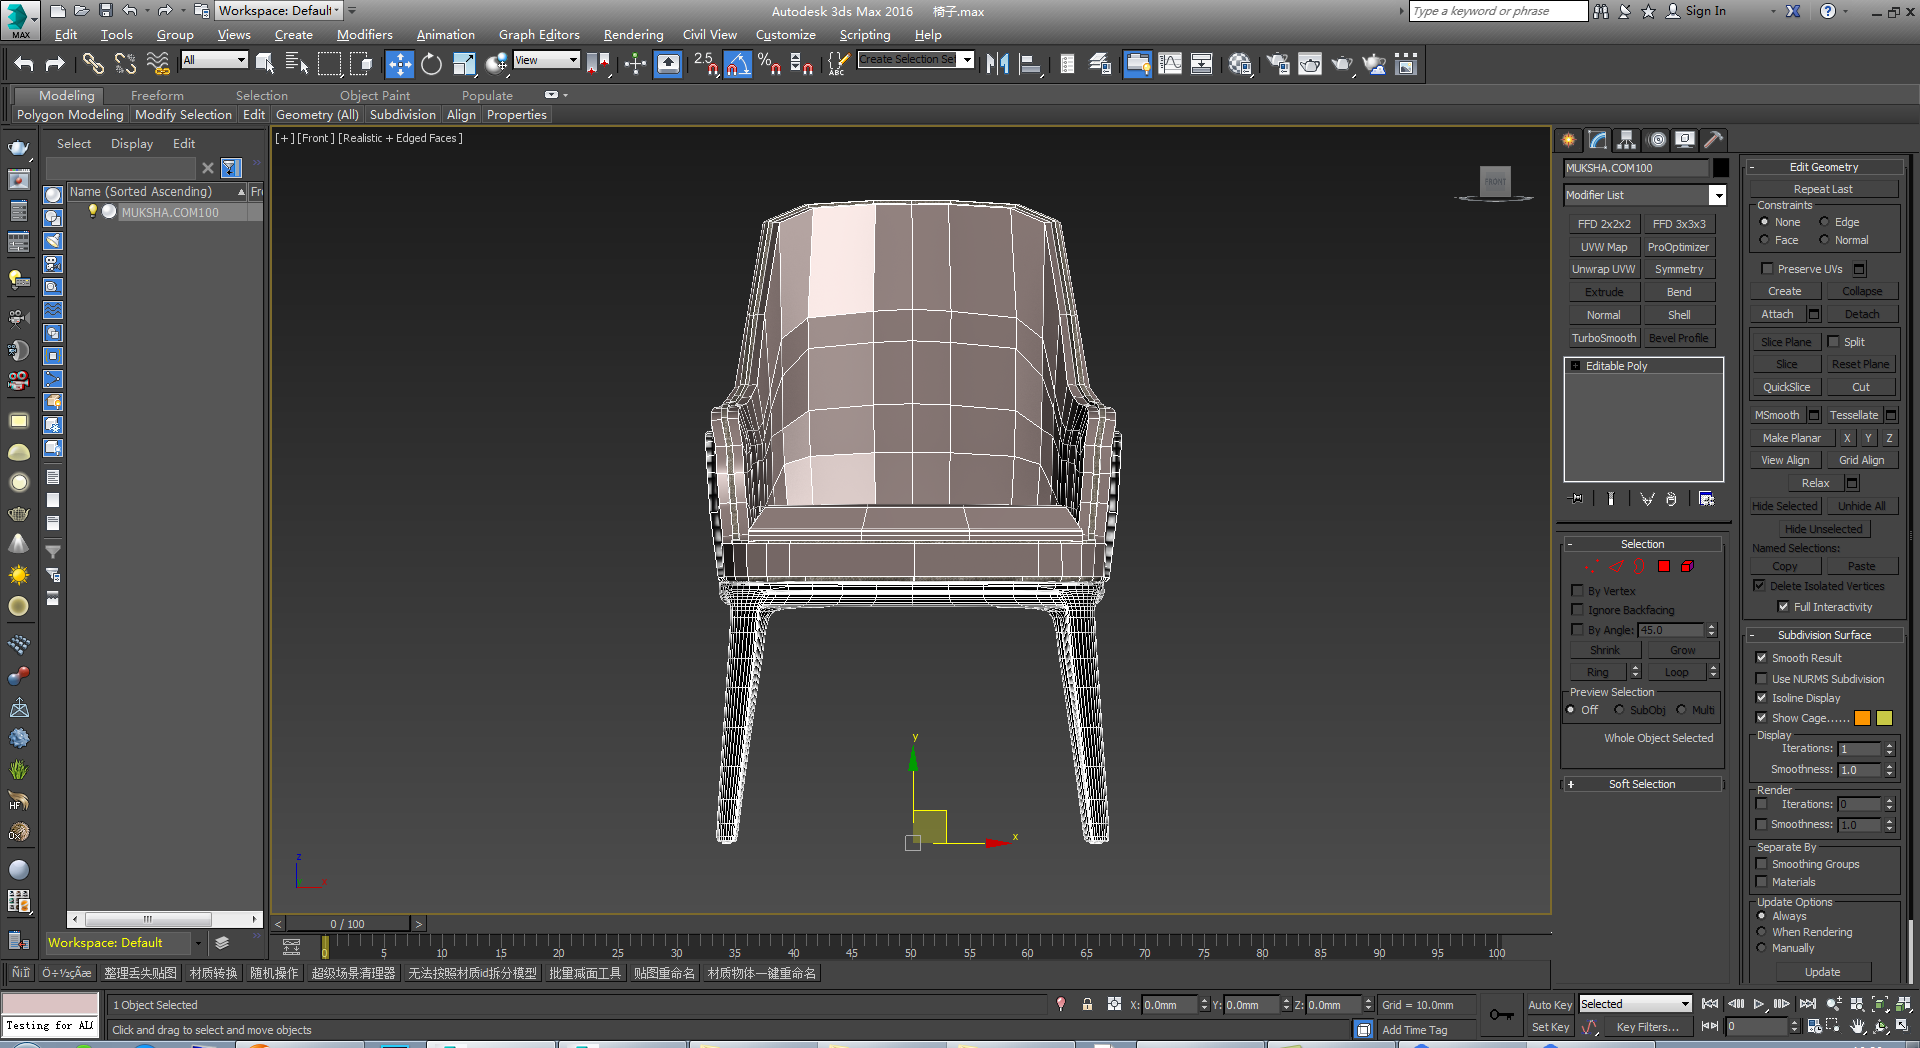 Workspace: Default
Autodesk 3ds Max 2016 椅子.max
Type a keyword or phrase
Sign In
MAX
Edit Tools Group Views Create Modifiers Animation Graph Editors Rendering Civil View Customize Scripting Help
All
View
2.5
ABC
Create Selection Se
Modeling Freeform Selection Object Paint Populate
Polygon Modeling Modify Selection Edit Geometry (All) Subdivision Align Properties
Select Display Edit
Name (Sorted Ascending) Fr
MUKSHA.COM100
[+] [Front] [Realistic + Edged Faces]
FRONT
y
x
z
x
MUKSHA.COM100
Modifier List
FFD 2x2x2 FFD 3x3x3
UVW Map ProOptimizer
Unwrap UVW Symmetry
Extrude Bend
Normal Shell
TurboSmooth Bevel Profile
Editable Poly
Selection
By Vertex
Ignore Backfacing
By Angle: 45.0
Shrink Grow
Ring Loop
Preview Selection
Off SubObj Multi
Whole Object Selected
Soft Selection
Edit Geometry
Repeat Last
Constraints
None Edge
Face Normal
Preserve UVs
Create Collapse
Attach Detach
Slice Plane Split
Slice Reset Plane
QuickSlice Cut
MSmooth Tessellate
Make Planar X Y Z
View Align Grid Align
Relax
Hide Selected Unhide All
Hide Unselected
Named Selections:
Copy Paste
Delete Isolated Vertices
Full Interactivity
Subdivision Surface
Smooth Result
Use NURMS Subdivision
Isoline Display
Show Cage......
Display
Iterations: 1
Smoothness: 1.0
Render
Iterations: 0
Smoothness: 1.0
Separate By
Smoothing Groups
Materials
Update Options
Always
When Rendering
Manually
Update
HF
OX
Workspace: Default
0 / 100
0 5 10 15 20 25 30 35 40 45 50 55 60 65 70 75 80 85 90 95 100
整理丢失贴图 材质转换 随机操作 超级场景清理器 无法按照材质id拆分模型 批量减面工具 贴图重命名 材质物体一键重命名
Testing for ALL
1 Object Selected
Click and drag to select and move objects
X: 0.0mm Y: 0.0mm Z: 0.0mm Grid = 10.0mm
Add Time Tag
Auto Key Selected
Set Key Key Filters... 0